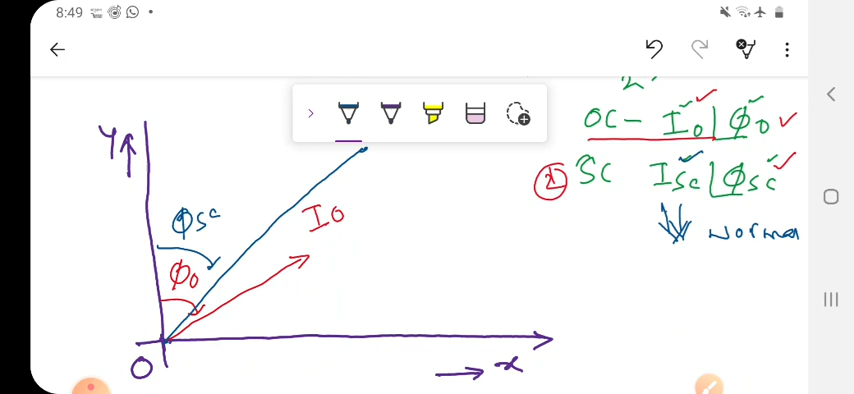 8:49
OC - I0 ϕ0
Y
② SC Isc ϕsc
ϕsc
I0
Normal
ϕ0
O
x